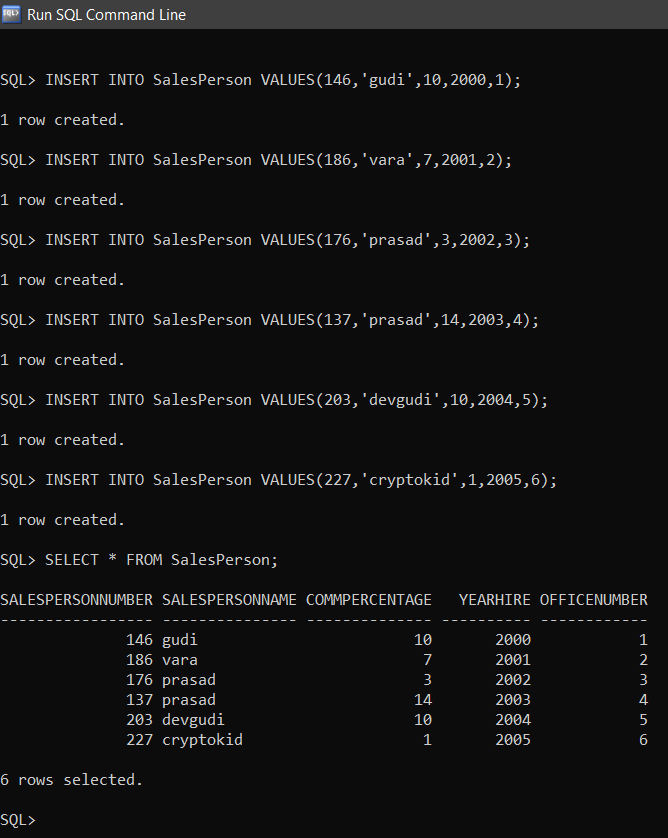 Run SQL Command Line
SQL> INSERT INTO SalesPerson VALUES(146,'gudi',10,2000,1);
1 row created.
SQL> INSERT INTO SalesPerson VALUES(186,'vara',7,2001,2);
1 row created.
SQL> INSERT INTO SalesPerson VALUES(176,'prasad',3,2002,3);
1 row created.
SQL> INSERT INTO SalesPerson VALUES(137,'prasad',14,2003,4);
1 row created.
SQL> INSERT INTO SalesPerson VALUES(203,'devgudi',10,2004,5);
1 row created.
SQL> INSERT INTO SalesPerson VALUES(227,'cryptokid',1,2005,6);
1 row created.
SQL> SELECT * FROM SalesPerson;
SALESPERSONNUMBER SALESPERSONNAME COMMPERCENTAGE   YEARHIRE OFFICENUMBER
----------------- --------------- -------------- ---------- ------------
              146 gudi                        10       2000            1
              186 vara                         7       2001            2
              176 prasad                       3       2002            3
              137 prasad                      14       2003            4
              203 devgudi                     10       2004            5
              227 cryptokid                    1       2005            6
6 rows selected.
SQL>